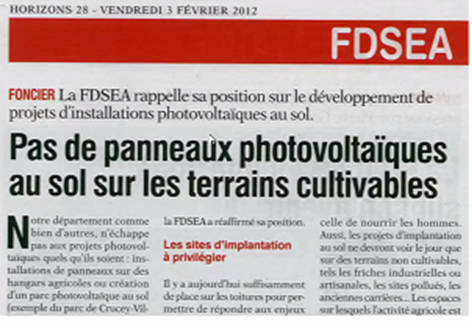 HORIZONS 28 - VENDREDI 3 FÉVRIER 2012
FDSEA
FONCIER La FDSEA rappelle sa position sur le développement de
projets d'installations photovoltaïques au sol.
Pas de panneaux photovoltaïques
au sol sur les terrains cultivables
Notre département comme
bien d'autres, n'échappe
pas aux projets photovol-
taïques quels qu'ils soient : ins-
tallations de panneaux sur des
hangars agricoles ou création
d'un parc photovoltaïque au sol
(exemple du parc de Crucey-Vil-
la FDSEA a réaffirmé sa position.
Les sites d'implantation
à privilégier
Il y a aujourd'hui suffisamment
de place sur les toitures pour per-
mettre de répondre aux enjeux
celle de nourrir les hommes.
Aussi, les projets d'implantation
au sol ne devront voir le jour que
sur des terrains non cultivables,
tels les friches industrielles ou
artisanales, les sites pollués, les
anciennes carrières... Les espaces
sur lesquels l'activité agricole est